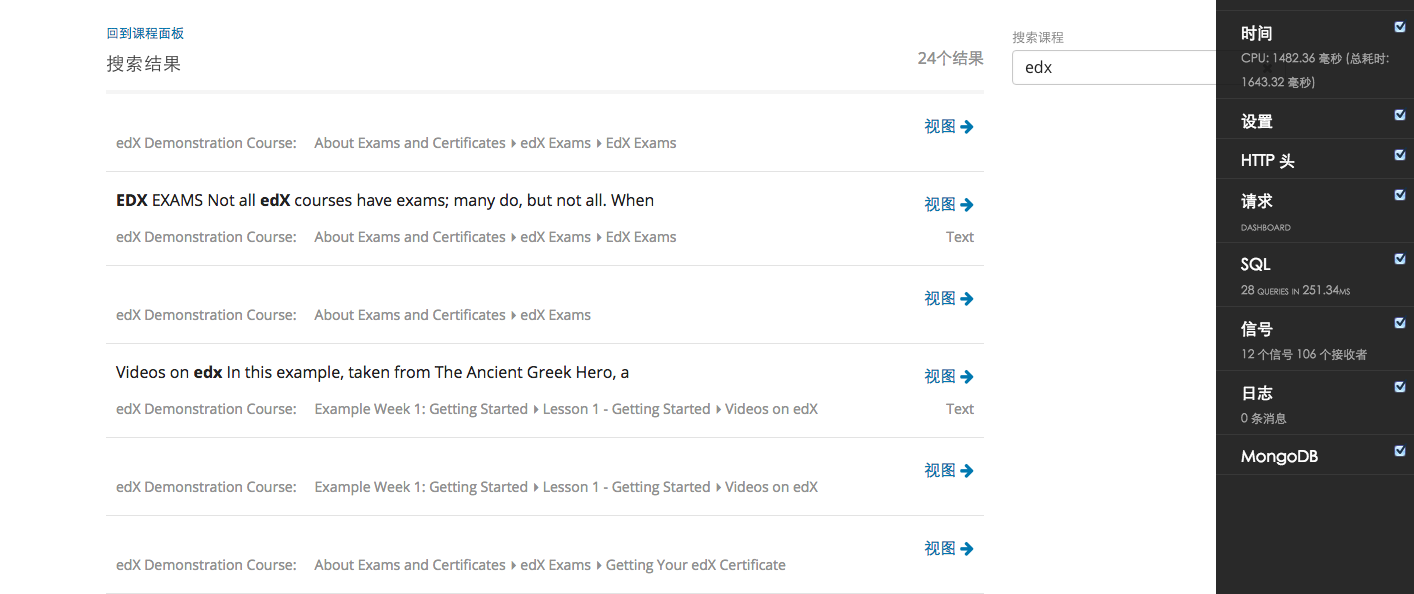 回到课程面板
搜索结果
24个结果
搜索课程
edx
视图
edX Demonstration Course: About Exams and Certificates edX Exams EdX Exams
EDX EXAMS Not all edX courses have exams; many do, but not all. When
视图
edX Demonstration Course: About Exams and Certificates edX Exams EdX Exams
Text
视图
edX Demonstration Course: About Exams and Certificates edX Exams
Videos on edx In this example, taken from The Ancient Greek Hero, a
视图
edX Demonstration Course: Example Week 1: Getting Started Lesson 1 - Getting Started Videos on edX
Text
视图
edX Demonstration Course: Example Week 1: Getting Started Lesson 1 - Getting Started Videos on edX
视图
edX Demonstration Course: About Exams and Certificates edX Exams Getting Your edX Certificate
时间
CPU: 1482.36 毫秒 (总耗时:
1643.32 毫秒)
设置
HTTP 头
请求
DASHBOARD
SQL
28 QUERIES IN 251.34MS
信号
12 个信号 106 个接收者
日志
0 条消息
MongoDB